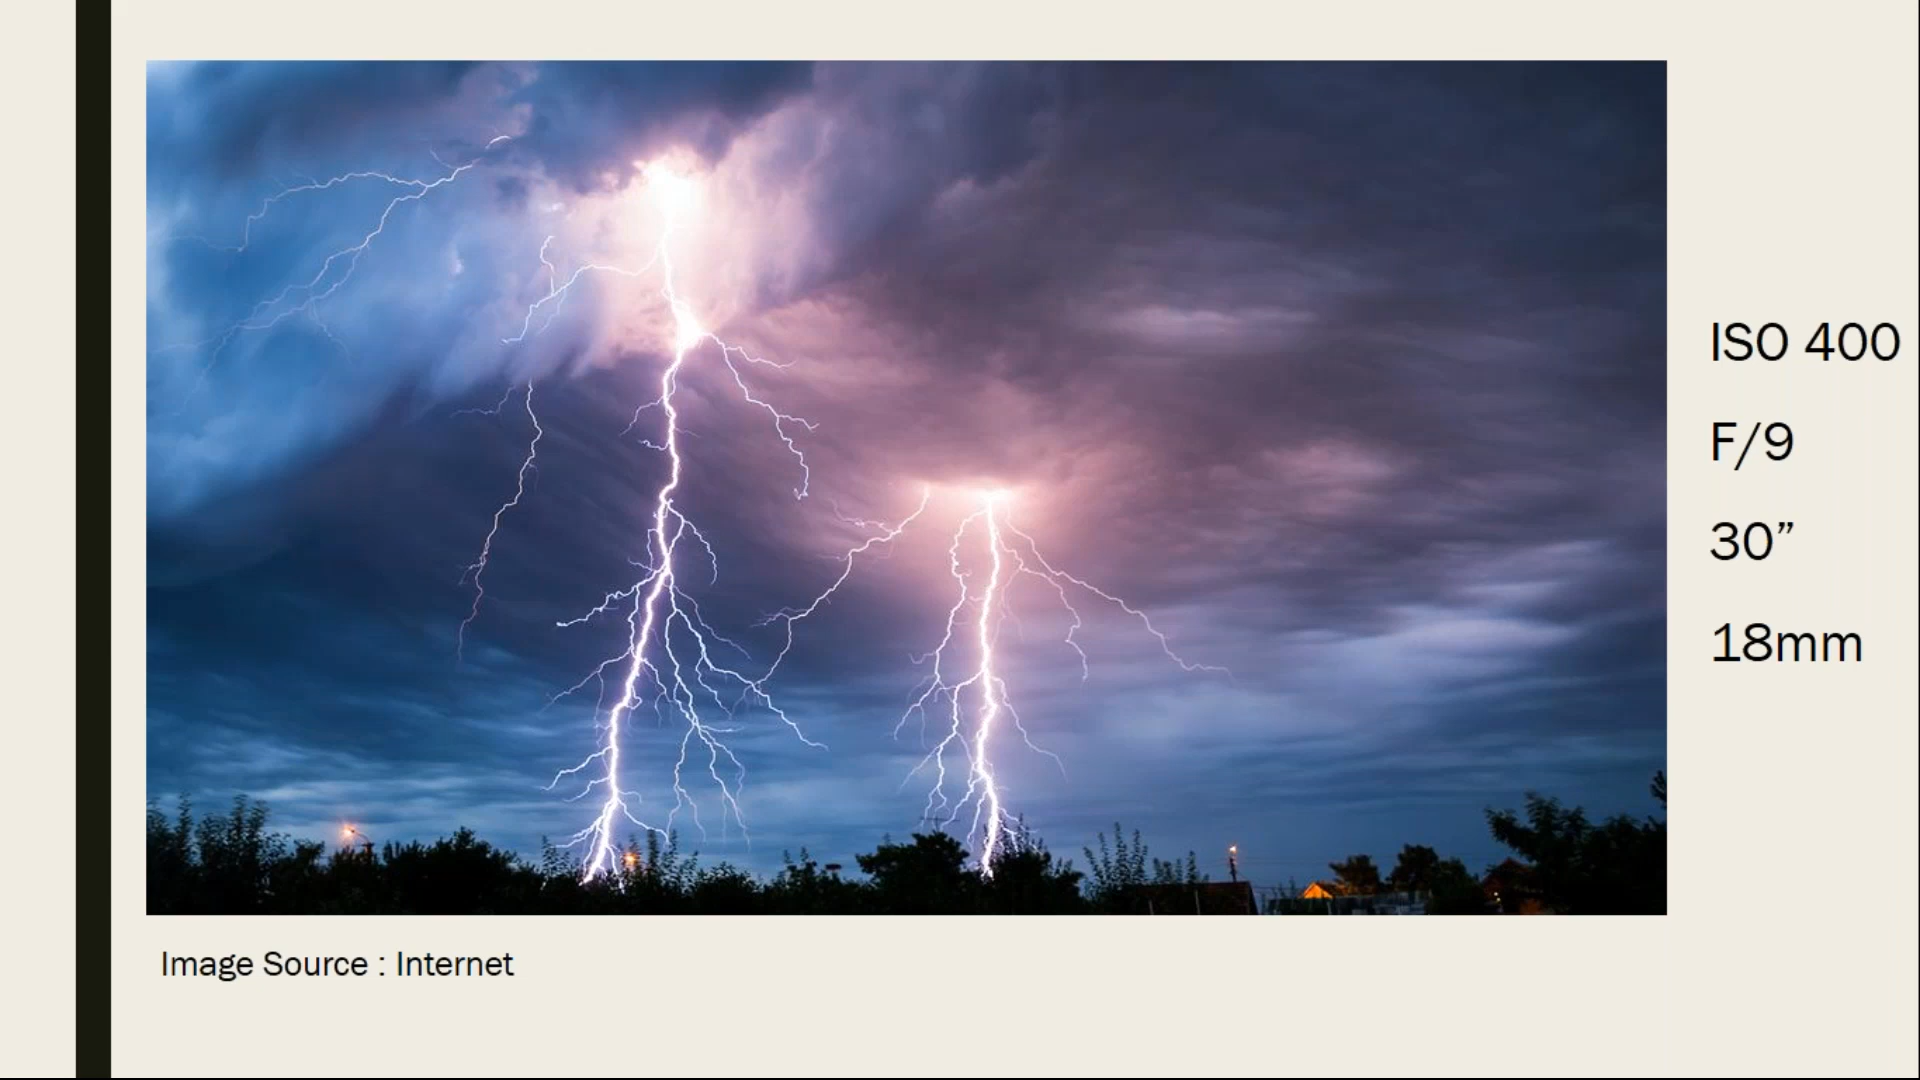 ISO 400
F/9
30”
18mm
Image Source : Internet